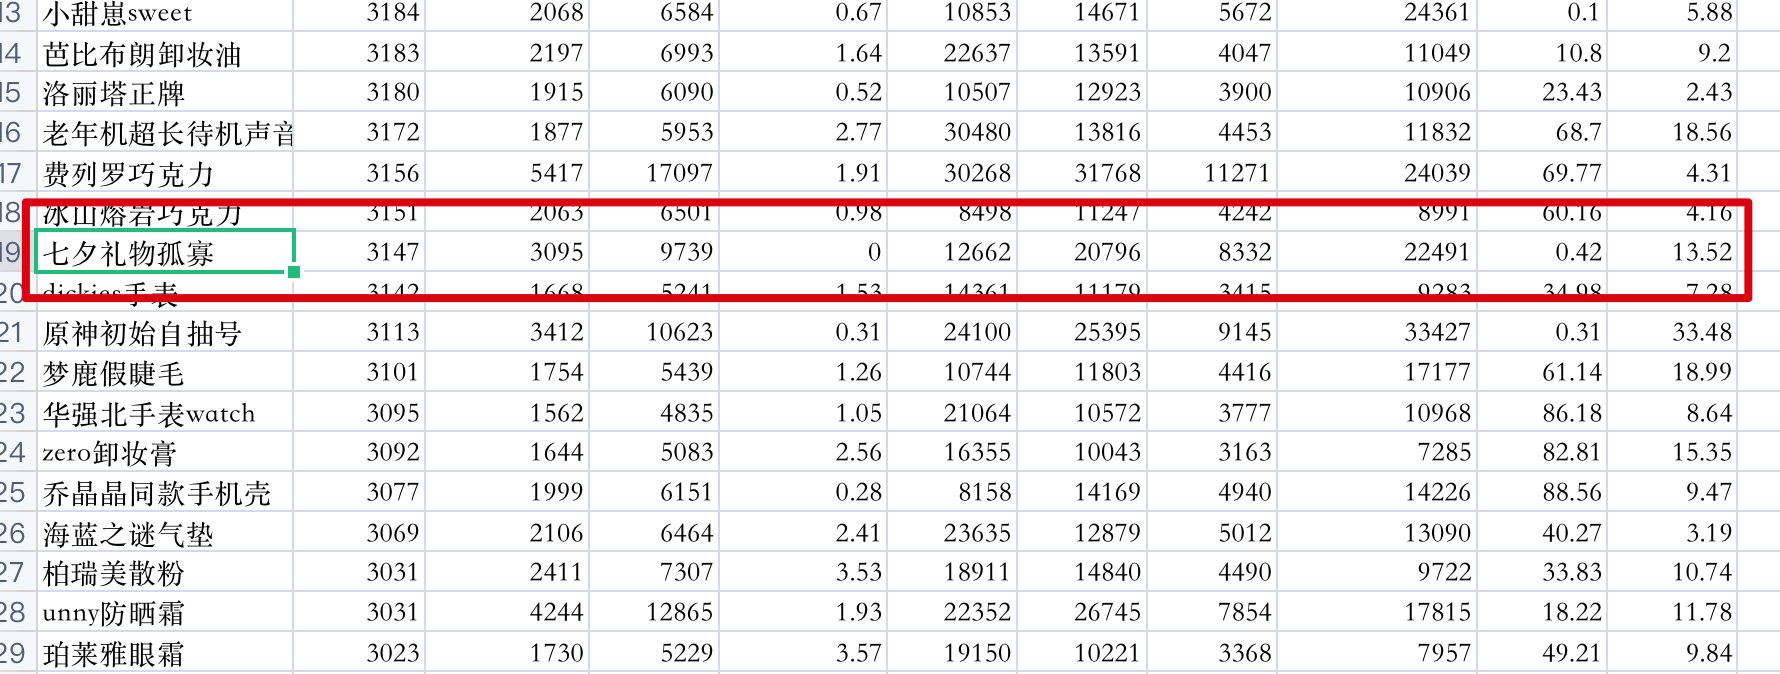 13 小甜崽sweet 3184 2068 6584 0.67 10853 14671 5672 24361 0.1 5.88
14 芭比布朗卸妆油 3183 2197 6993 1.64 22637 13591 4047 11049 10.8 9.2
15 洛丽塔正牌 3180 1915 6090 0.52 10507 12923 3900 10906 23.43 2.43
16 老年机超长待机声音 3172 1877 5953 2.77 30480 13816 4453 11832 68.7 18.56
17 费列罗巧克力 3156 5417 17097 1.91 30268 31768 11271 24039 69.77 4.31
18 冰山熔岩巧克力 3151 2063 6501 0.98 8498 11247 4242 8991 60.16 4.16
19 七夕礼物孤寡 3147 3095 9739 0 12662 20796 8332 22491 0.42 13.52
20 dickies手表 3142 1668 5241 1.53 14361 11179 3415 9283 34.98 7.28
21 原神初始自抽号 3113 3412 10623 0.31 24100 25395 9145 33427 0.31 33.48
22 梦鹿假睫毛 3101 1754 5439 1.26 10744 11803 4416 17177 61.14 18.99
23 华强北手表watch 3095 1562 4835 1.05 21064 10572 3777 10968 86.18 8.64
24 zero卸妆膏 3092 1644 5083 2.56 16355 10043 3163 7285 82.81 15.35
25 乔晶晶同款手机壳 3077 1999 6151 0.28 8158 14169 4940 14226 88.56 9.47
26 海蓝之谜气垫 3069 2106 6464 2.41 23635 12879 5012 13090 40.27 3.19
27 柏瑞美散粉 3031 2411 7307 3.53 18911 14840 4490 9722 33.83 10.74
28 unny防晒霜 3031 4244 12865 1.93 22352 26745 7854 17815 18.22 11.78
29 珀莱雅眼霜 3023 1730 5229 3.57 19150 10221 3368 7957 49.21 9.84